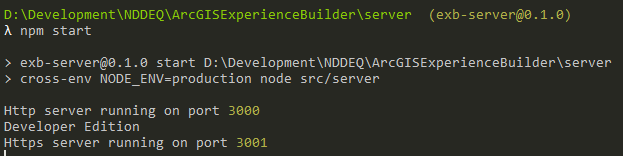 D:\Development\NDDEQ\ArcGISExperienceBuilder\server  (exb-server@0.1.0)
λ npm start
> exb-server@0.1.0 start D:\Development\NDDEQ\ArcGISExperienceBuilder\server
> cross-env NODE_ENV=production node src/server
Http server running on port 3000
Developer Edition
Https server running on port 3001